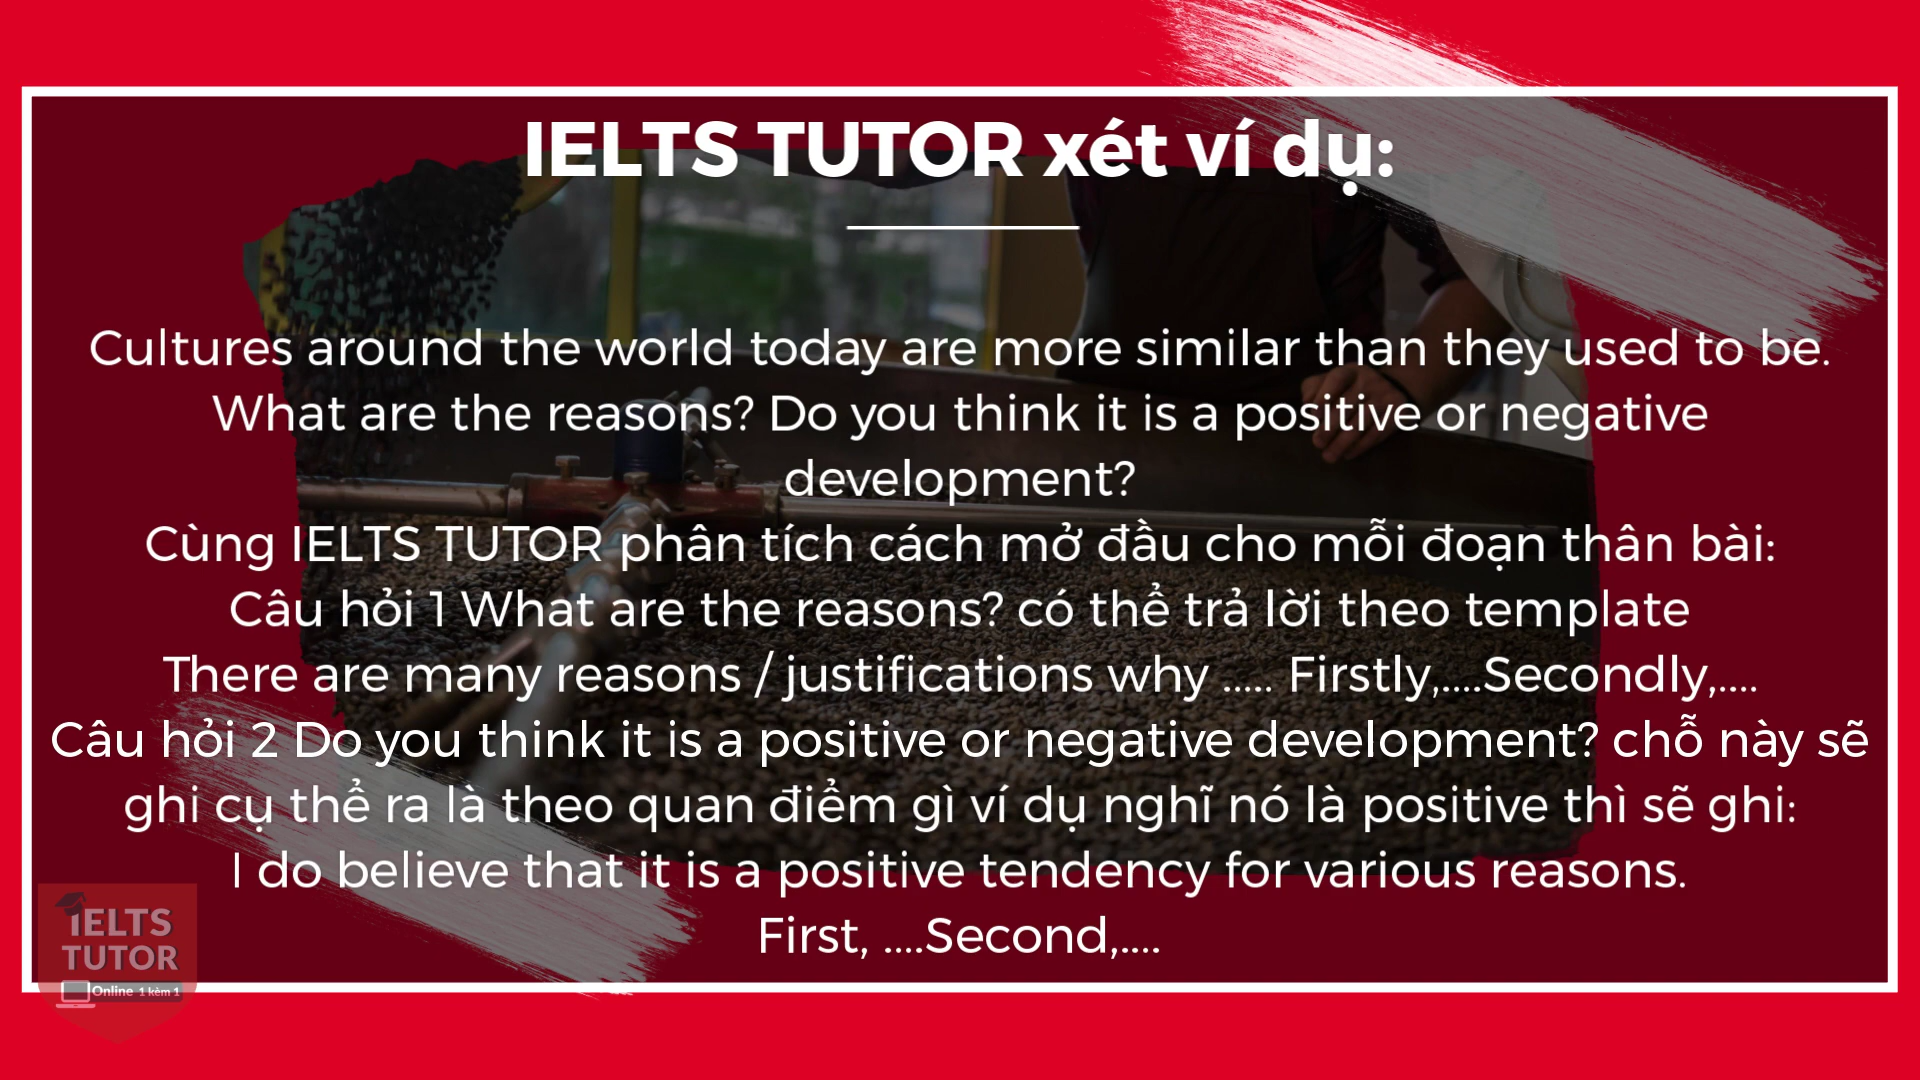 IELTS TUTOR xét ví dụ:
Cultures around the world today are more similar than they used to be.
What are the reasons? Do you think it is a positive or negative
development?
Cùng IELTS TUTOR phân tích cách mở đầu cho mỗi đoạn thân bài:
Câu hỏi 1 What are the reasons? có thể trả lời theo template
There are many reasons / justifications why ..... Firstly,....Secondly,....
Câu hỏi 2 Do you think it is a positive or negative development? chỗ này sẽ
ghi cụ thể ra là theo quan điểm gì ví dụ nghĩ nó là positive thì sẽ ghi:
I do believe that it is a positive tendency for various reasons.
First, ....Second,....
IELTS
TUTOR
Online 1 kèm 1